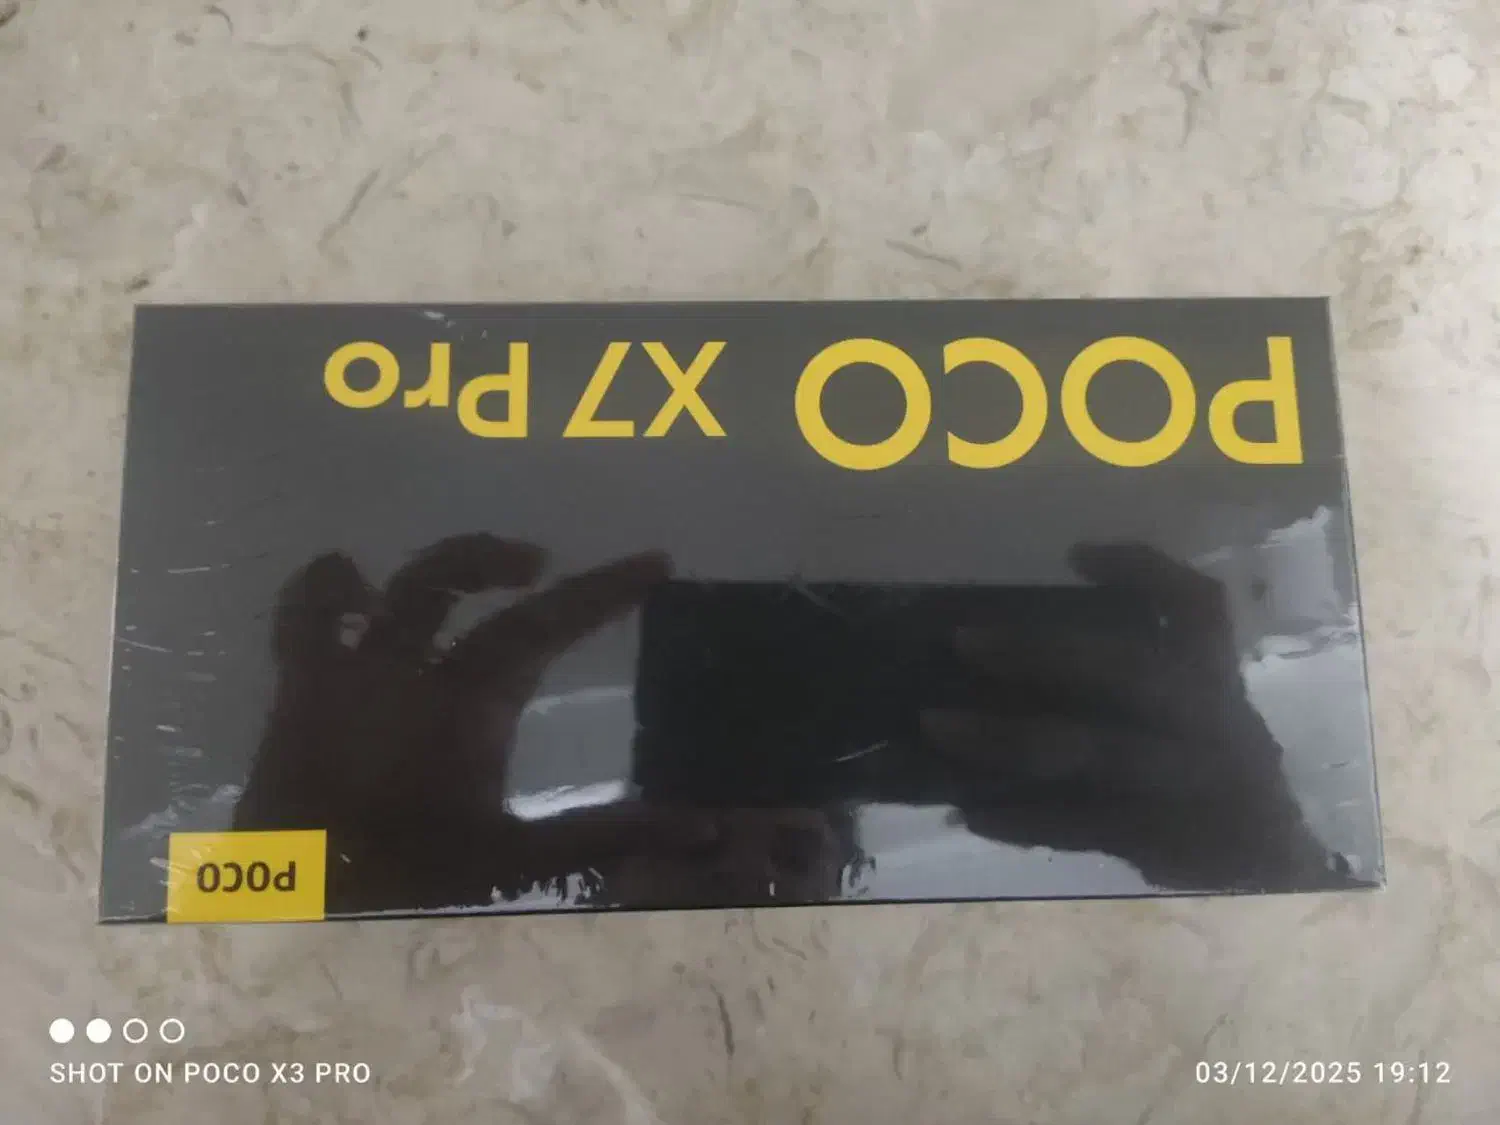 POCO X7 Pro
POCO
SHOT ON POCO X3 PRO
03/12/2025 19:12